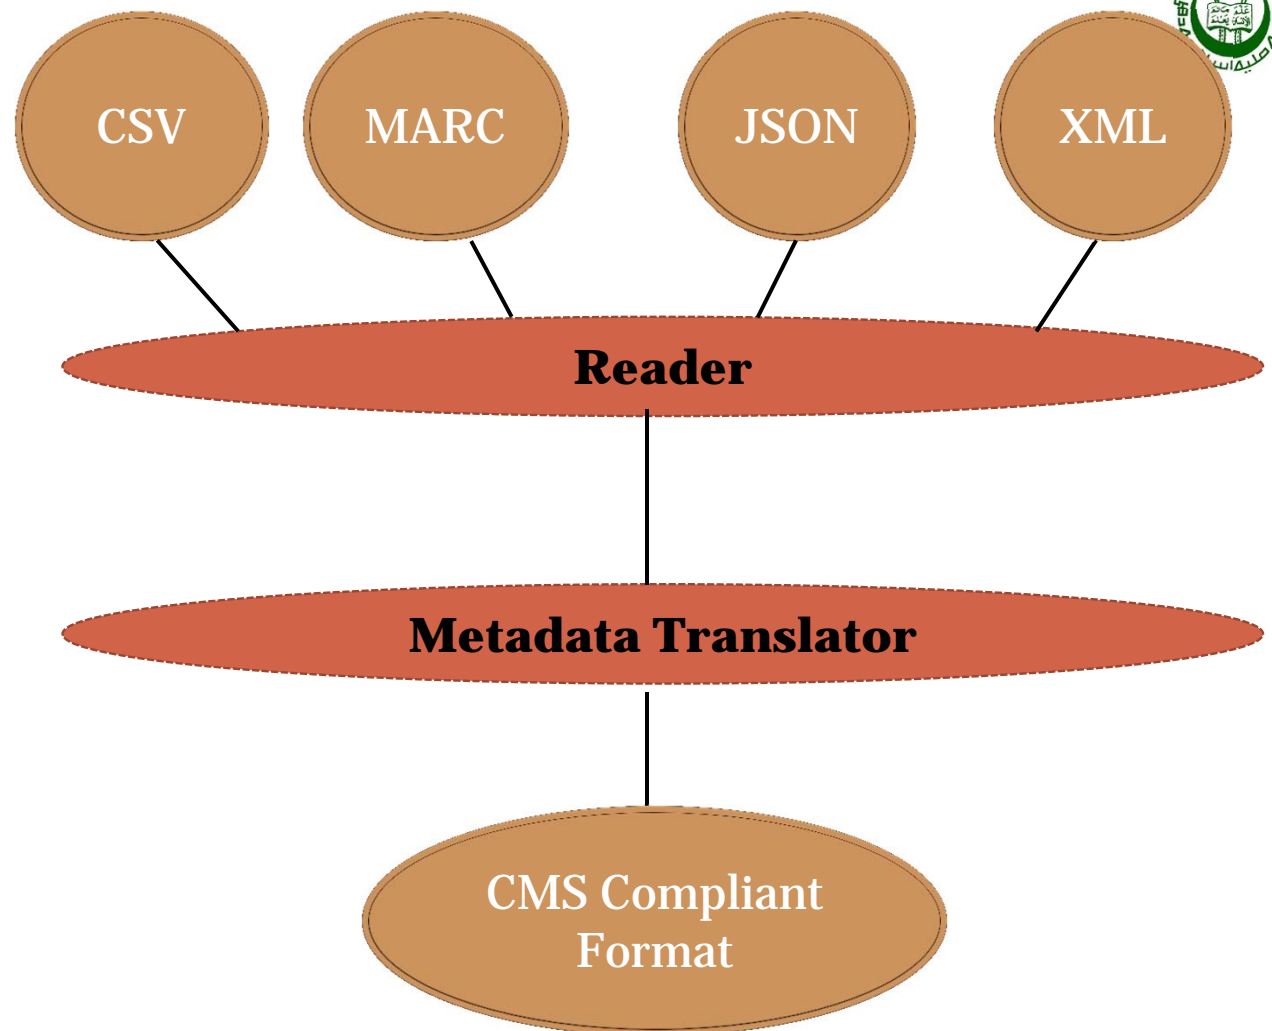 CSV
MARC
JSON
XML
Reader
Metadata Translator
CMS Compliant
Format